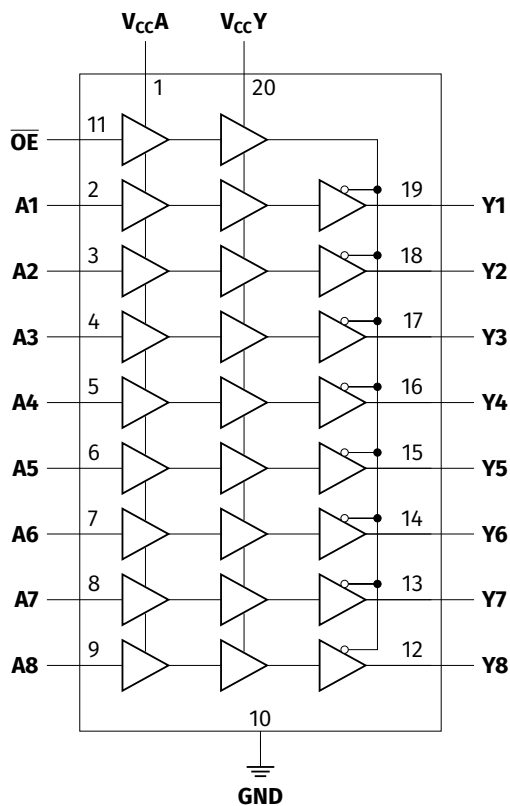 VCCA VCCY
1 20
OE 11
A1 2 19 Y1
A2 3 18 Y2
A3 4 17 Y3
A4 5 16 Y4
A5 6 15 Y5
A6 7 14 Y6
A7 8 13 Y7
A8 9 12 Y8
10
GND